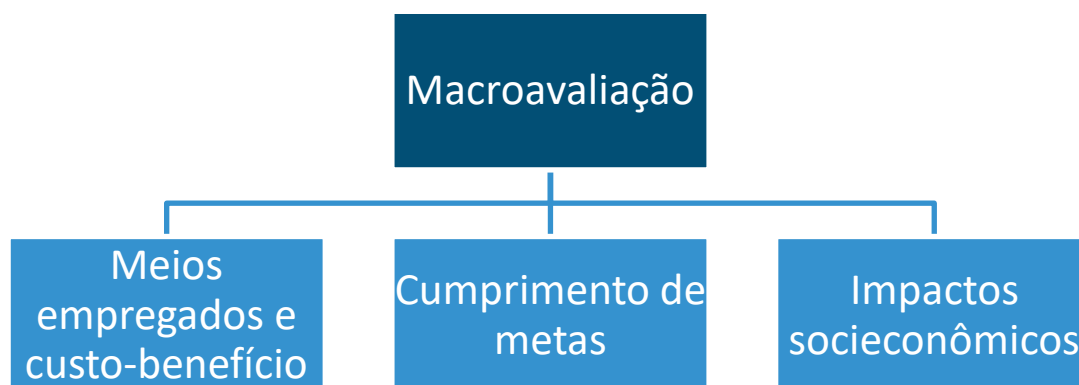 Macroavaliação
Meios
empregados e
custo-benefício
Cumprimento de
metas
Impactos
socieconômicos